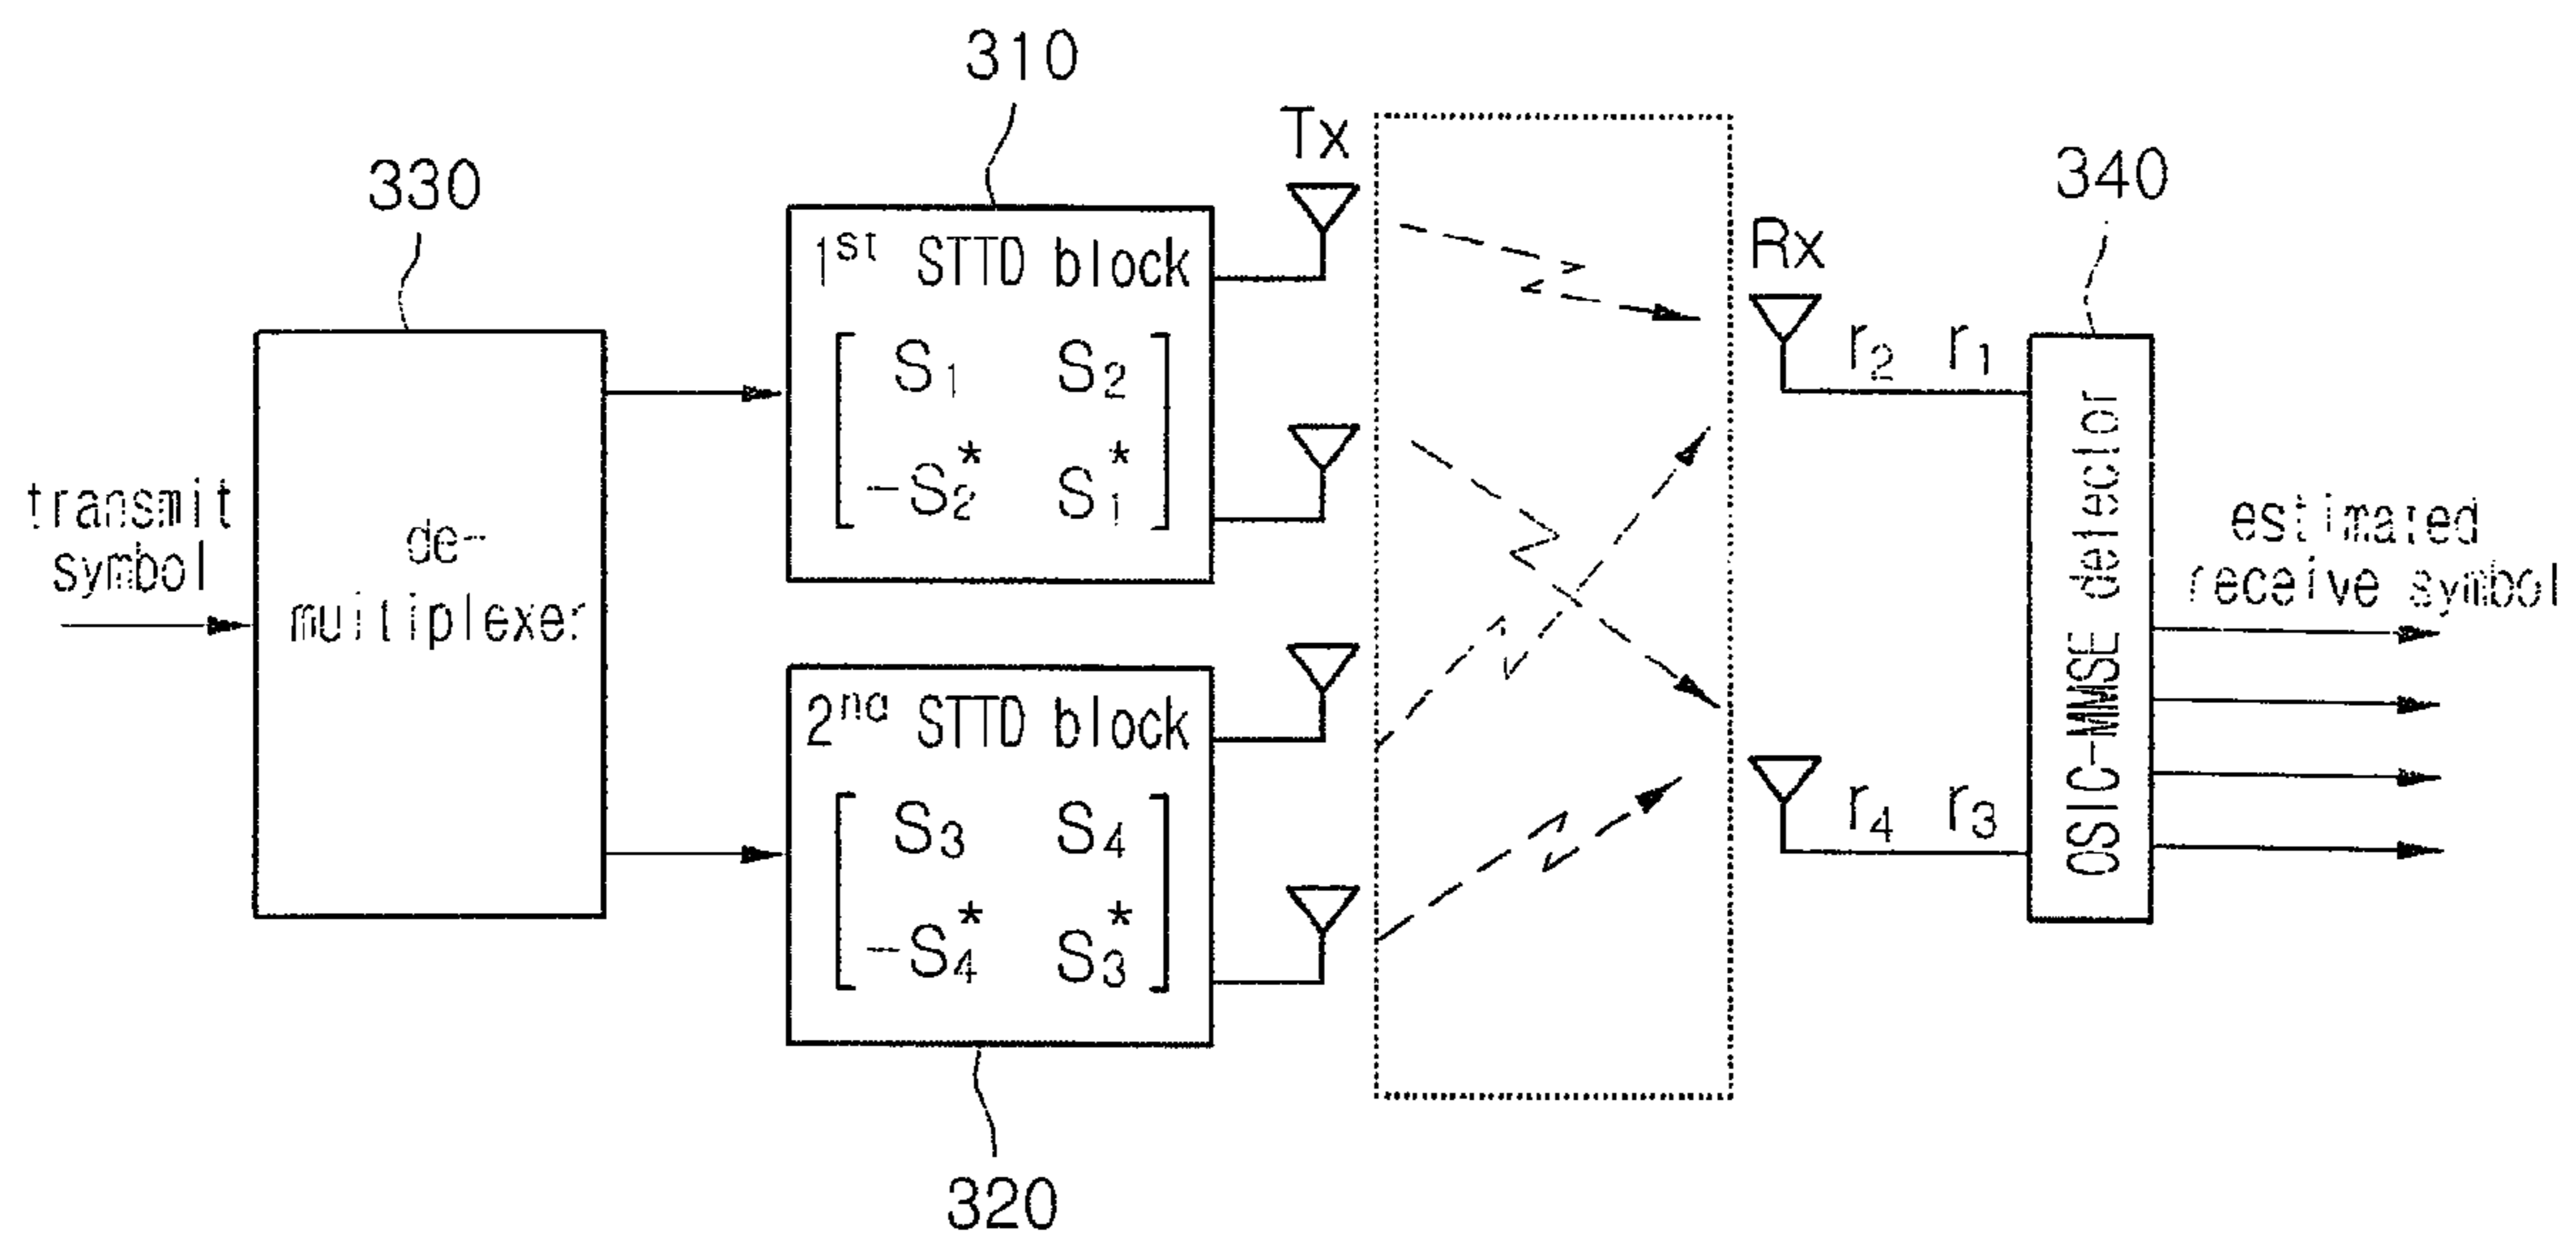 310
Tx
330
340
1st STTD block
Rx
S1 S2
r2 r1
-S2* S1*
transmit
symbol
de-
muitiplexer
OSIC-MMSE detector
estimated
receive symbol
2nd STTD block
S3 S4
r4 r3
-S4* S3*
320